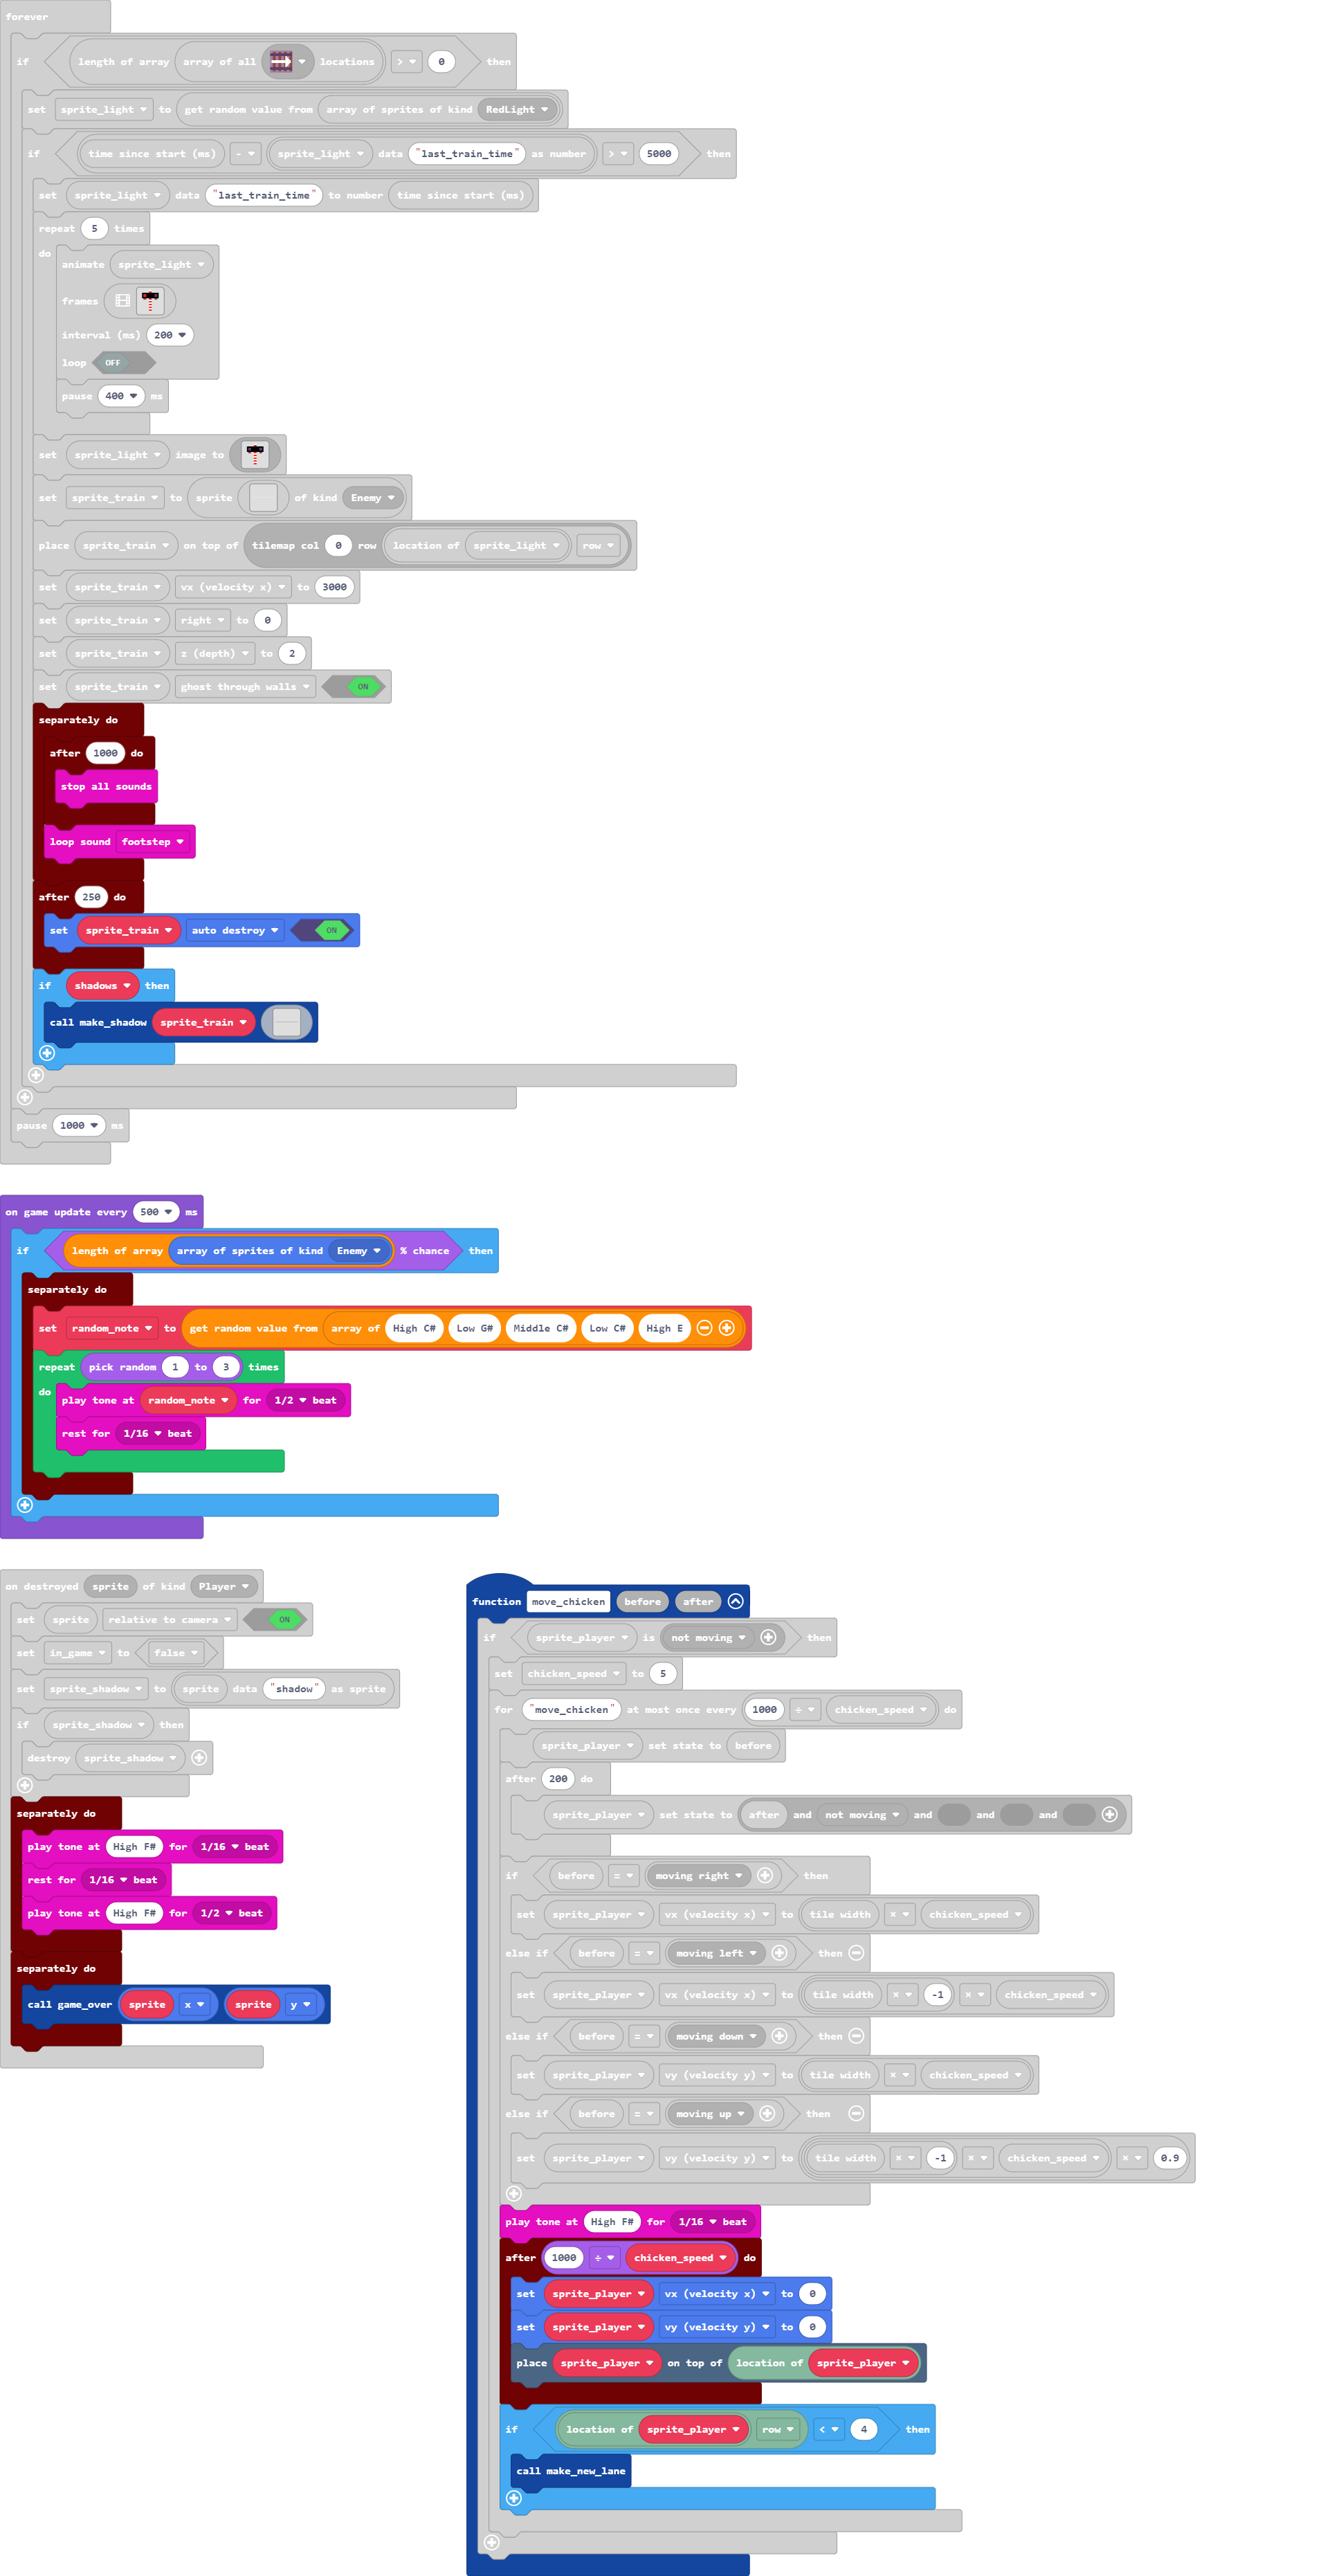 forever
if length of array array of all locations > 0 then
set sprite_light to get random value from array of sprites of kind RedLight
if time since start (ms) - sprite_light data "last_train_time" as number > 5000 then
set sprite_light data "last_train_time" to number time since start (ms)
repeat 5 times
do
animate sprite_light
frames
interval (ms) 200
loop OFF
pause 400 ms
set sprite_light image to
set sprite_train to sprite of kind Enemy
place sprite_train on top of tilemap col 0 row location of sprite_light row
set sprite_train vx (velocity x) to 3000
set sprite_train right to 0
set sprite_train z (depth) to 2
set sprite_train ghost through walls ON
separately do
after 1000 do
stop all sounds
loop sound footstep
after 250 do
set sprite_train auto destroy ON
if shadows then
call make_shadow sprite_train
pause 1000 ms
on game update every 500 ms
if length of array array of sprites of kind Enemy % chance then
separately do
set random_note to get random value from array of High C# Low G# Middle C# Low C# High E
repeat pick random 1 to 3 times
do
play tone at random_note for 1/2 beat
rest for 1/16 beat
on destroyed sprite of kind Player
set sprite relative to camera ON
set in_game to false
set sprite_shadow to sprite data "shadow" as sprite
if sprite_shadow then
destroy sprite_shadow
separately do
play tone at High F# for 1/16 beat
rest for 1/16 beat
play tone at High F# for 1/2 beat
separately do
call game_over sprite x sprite y
function move_chicken before after
if sprite_player is not moving then
set chicken_speed to 5
for "move_chicken" at most once every 1000 ÷ chicken_speed do
sprite_player set state to before
after 200 do
sprite_player set state to after and not moving and and and
if before = moving right then
set sprite_player vx (velocity x) to tile width × chicken_speed
else if before = moving left then
set sprite_player vx (velocity x) to tile width × -1 × chicken_speed
else if before = moving down then
set sprite_player vy (velocity y) to tile width × chicken_speed
else if before = moving up then
set sprite_player vy (velocity y) to tile width × -1 × chicken_speed × 0.9
play tone at High F# for 1/16 beat
after 1000 ÷ chicken_speed do
set sprite_player vx (velocity x) to 0
set sprite_player vy (velocity y) to 0
place sprite_player on top of location of sprite_player
if location of sprite_player row < 4 then
call make_new_lane